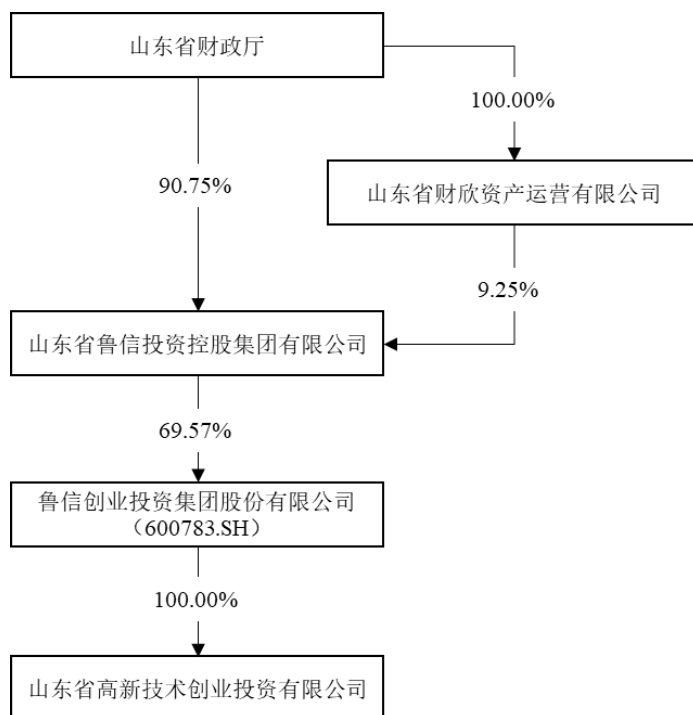 山东省财政厅
100.00%
90.75%
山东省财欣资产运营有限公司
9.25%
山东省鲁信投资控股集团有限公司
69.57%
鲁信创业投资集团股份有限公司
（600783.SH）
100.00%
山东省高新技术创业投资有限公司